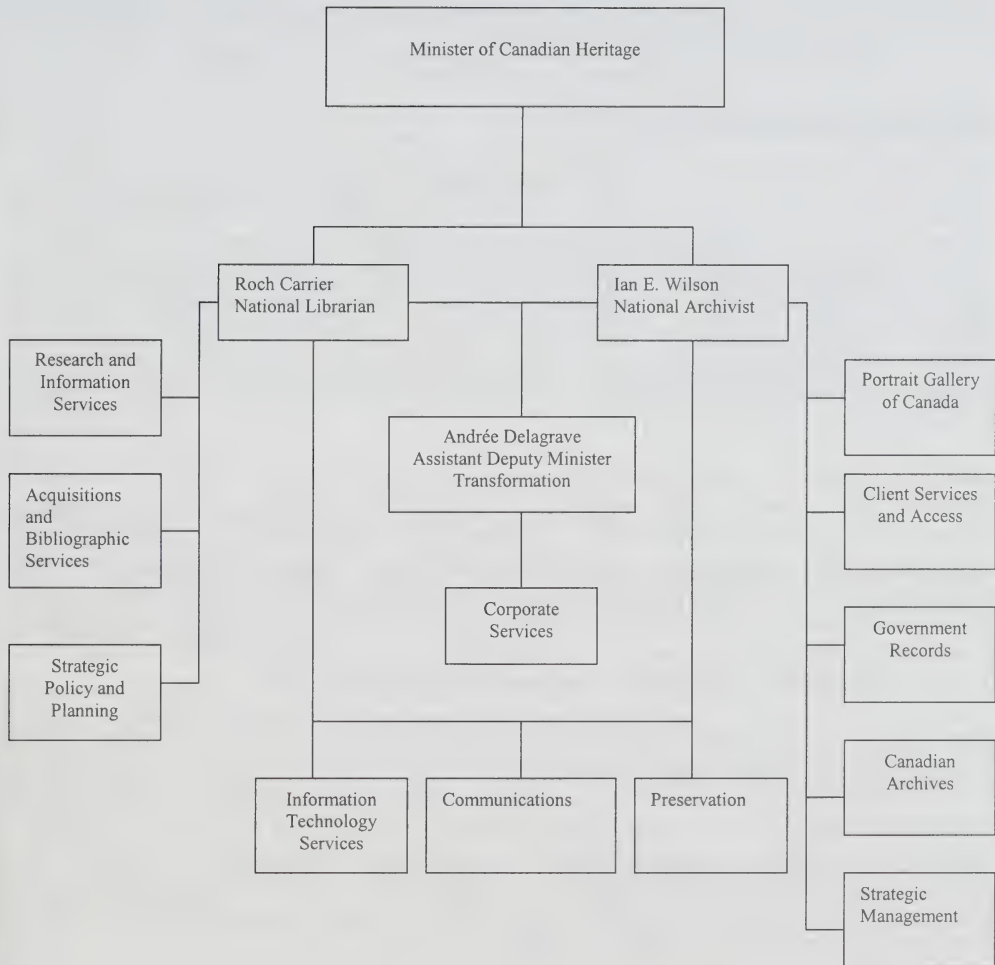 Minister of Canadian Heritage
Roch Carrier
National Librarian
Ian E. Wilson
National Archivist
Research and
Information
Services
Portrait Gallery
of Canada
Andrée Delagrave
Assistant Deputy Minister
Transformation
Acquisitions
and
Bibliographic
Services
Client Services
and Access
Corporate
Services
Government
Records
Strategic
Policy and
Planning
Canadian
Archives
Information
Technology
Services
Communications
Preservation
Strategic
Management